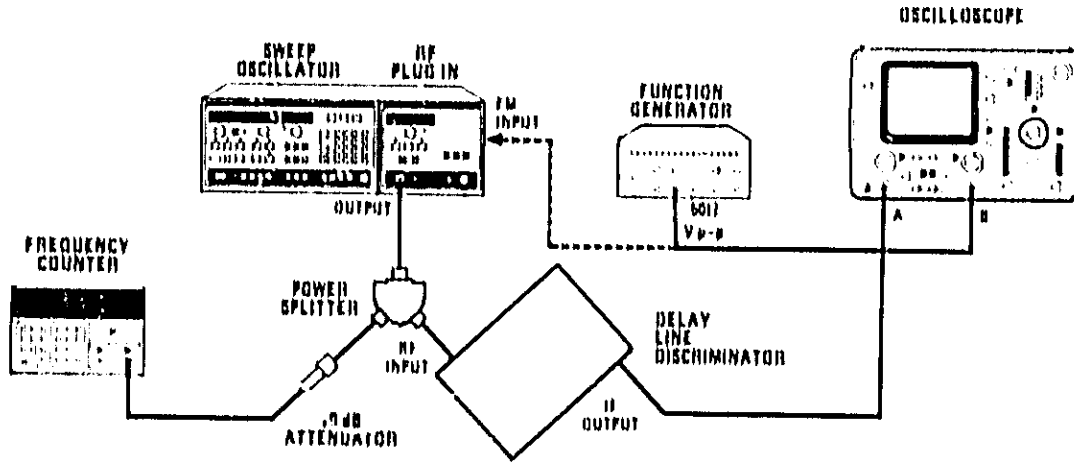 OSCILLOSCOPE
SWEEP
OSCILLATOR
RF
PLUG IN
FM
INPUT
FUNCTION
GENERATOR
OUTPUT
A
B
FREQUENCY
COUNTER
POWER
SPLITTER
RF
INPUT
DELAY
LINE
DISCRIMINATOR
IF
OUTPUT
dB
ATTENUATOR